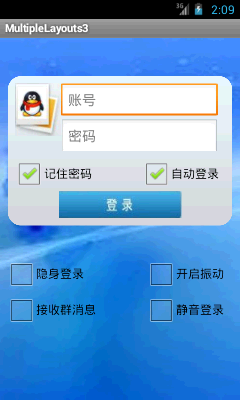 3G 2:09
MultipleLayouts3
账号
密码
记住密码 自动登录
登 录
隐身登录 开启振动
接收群消息 静音登录